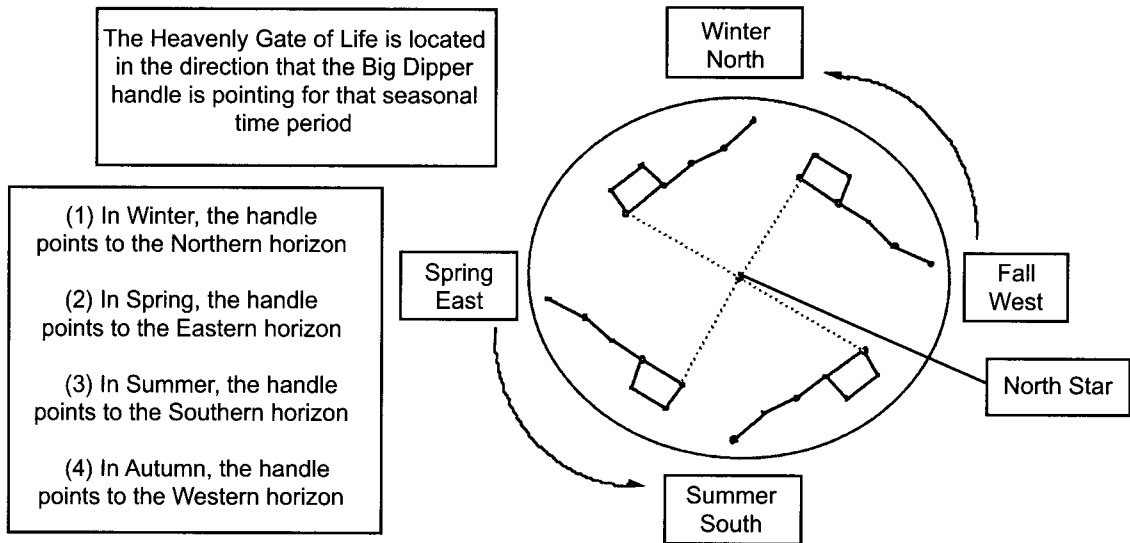 The Heavenly Gate of Life is located
in the direction that the Big Dipper
handle is pointing for that seasonal
time period
(1) In Winter, the handle
points to the Northern horizon
(2) In Spring, the handle
points to the Eastern horizon
(3) In Summer, the handle
points to the Southern horizon
(4) In Autumn, the handle
points to the Western horizon
Winter
North
Spring
East
Fall
West
North Star
Summer
South